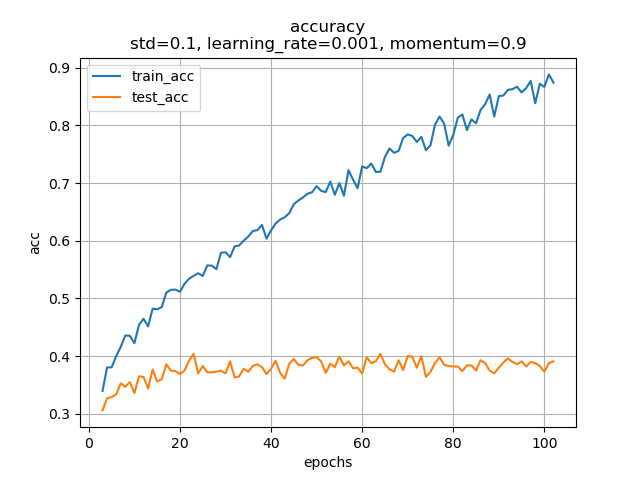 accuracy
std=0.1, learning_rate=0.001, momentum=0.9
train_acc
test_acc
0.9
0.8
0.7
0.6
0.5
0.4
0.3
acc
0 20 40 60 80 100
epochs